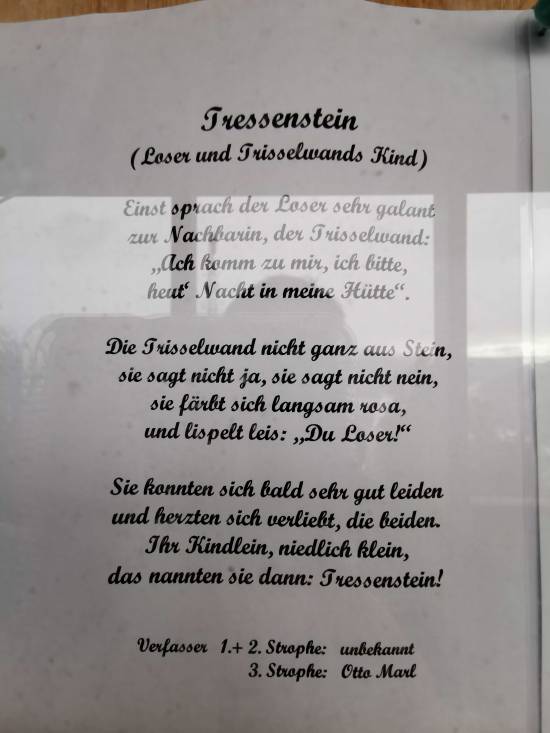 Tressenstein
(Loser und Trisselwands Kind)
Einst sprach der Loser sehr galant
zur Nachbarin, der Trisselwand:
„Ach komm zu mir, ich bitte,
heut‘ Nacht in meine Hütte“.
Die Trisselwand nicht ganz aus Stein,
sie sagt nicht ja, sie sagt nicht nein,
sie färbt sich langsam rosa,
und lispelt leis: „Du Loser!“
Sie konnten sich bald sehr gut leiden
und herzten sich verliebt, die beiden.
Ihr Kindlein, niedlich klein,
das nannten sie dann: Tressenstein!
Verfasser 1.+ 2. Strophe: unbekannt
3. Strophe: Otto Marl